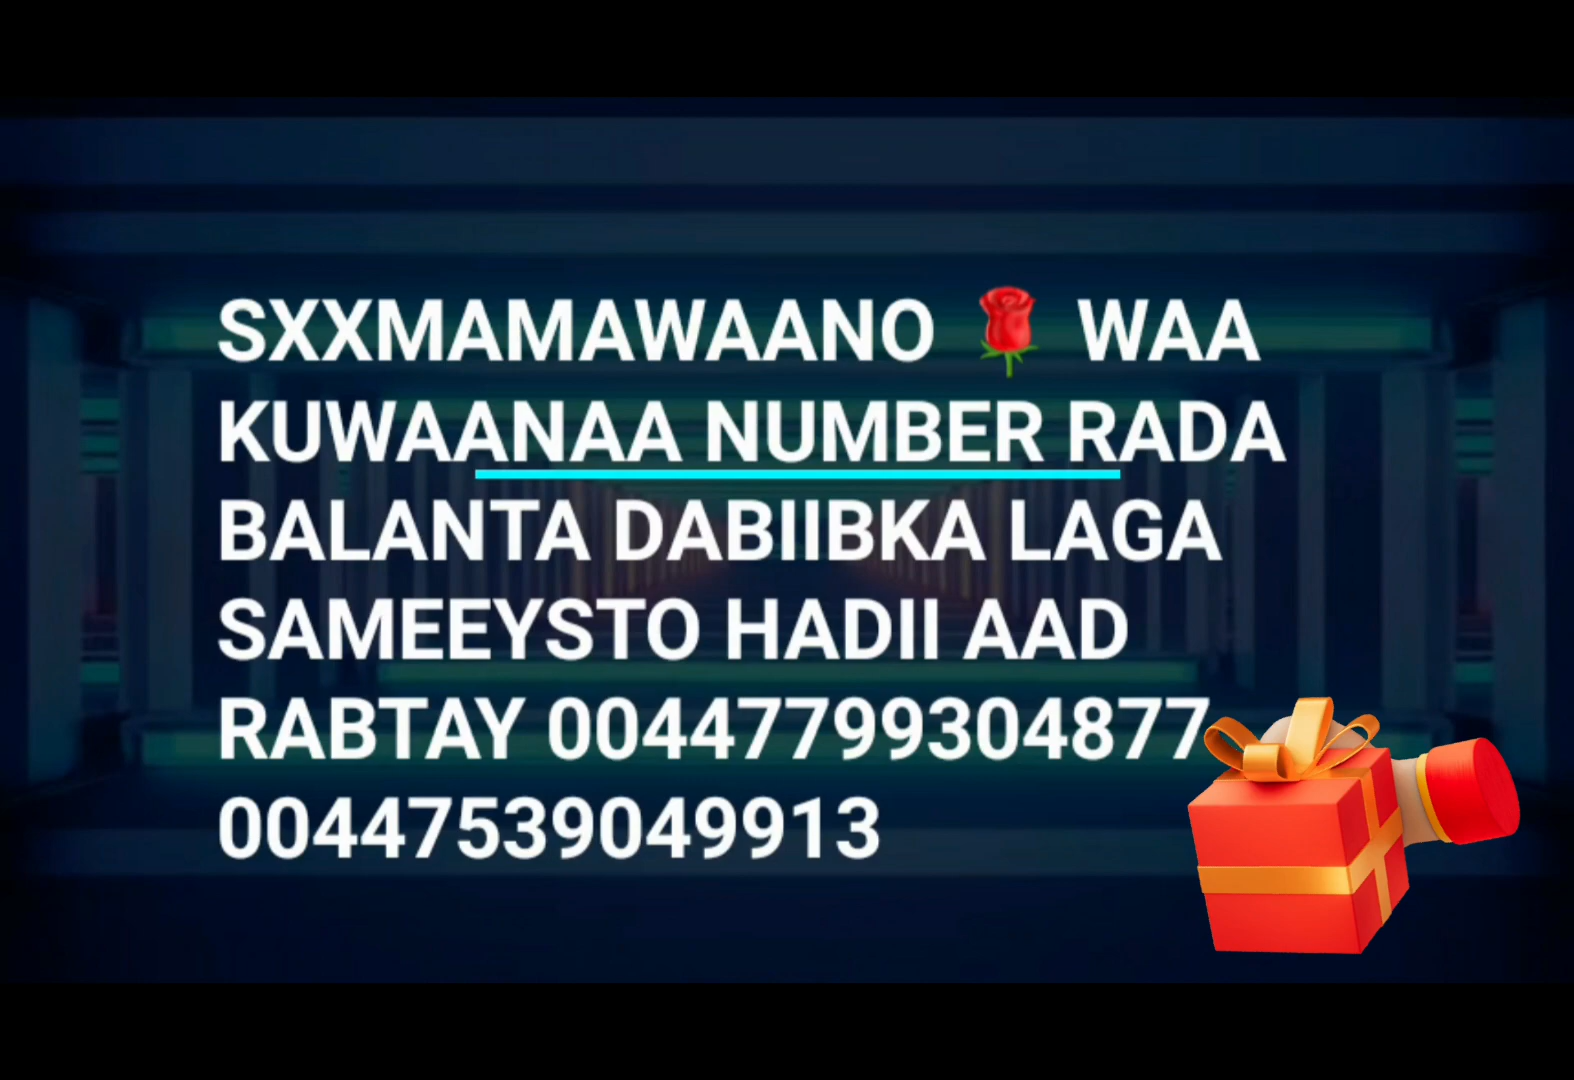 SXXMAMAWAANO 🌹 WAA
KUWAANAA NUMBER RADA
BALANTA DABIIBKA LAGA
SAMEEYSTO HADII AAD
RABTAY 00447799304877
00447539049913